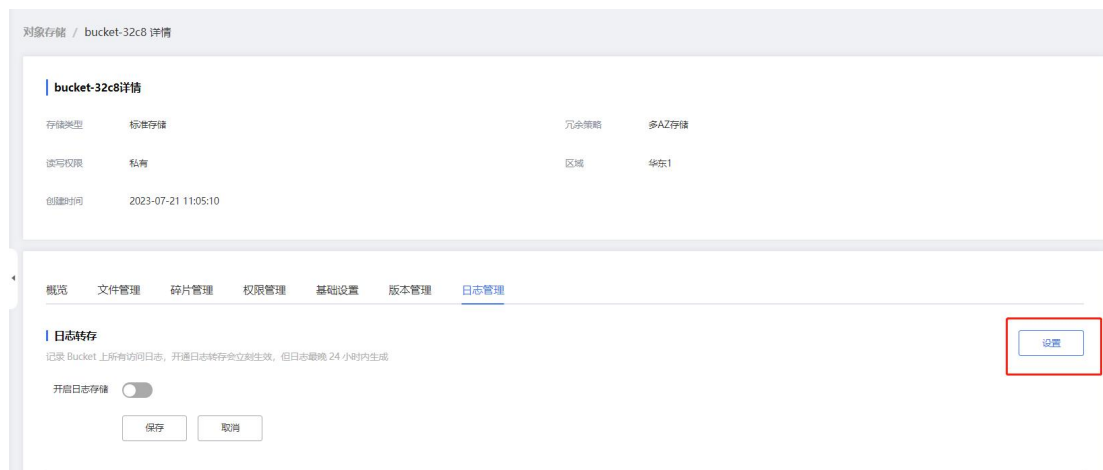 对象存储 / bucket-32c8 详情
bucket-32c8详情
存储类型 标准存储 冗余策略 多AZ存储
读写权限 私有 区域 华东1
创建时间 2023-07-21 11:05:10
概览 文件管理 碎片管理 权限管理 基础设置 版本管理 日志管理
日志转存
设置
记录 Bucket 上所有访问日志，开通日志转存会立刻生效，但日志最晚 24 小时内生成
开启日志存储
保存 取消